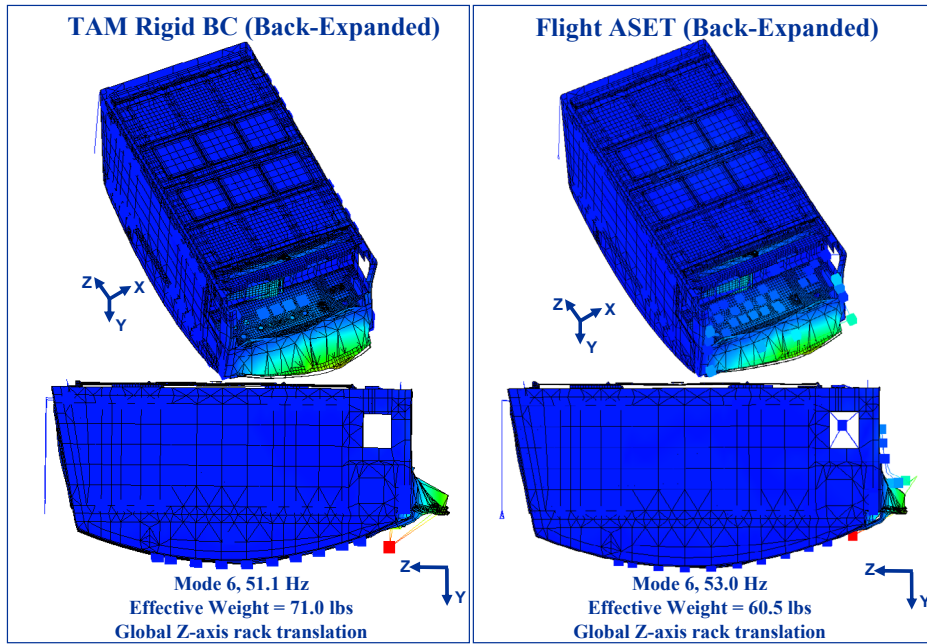 TAM Rigid BC (Back-Expanded)
Z
X
Y
Z
Y
Mode 6, 51.1 Hz
Effective Weight = 71.0 lbs
Global Z-axis rack translation
Flight ASET (Back-Expanded)
Z
X
Y
Z
Y
Mode 6, 53.0 Hz
Effective Weight = 60.5 lbs
Global Z-axis rack translation